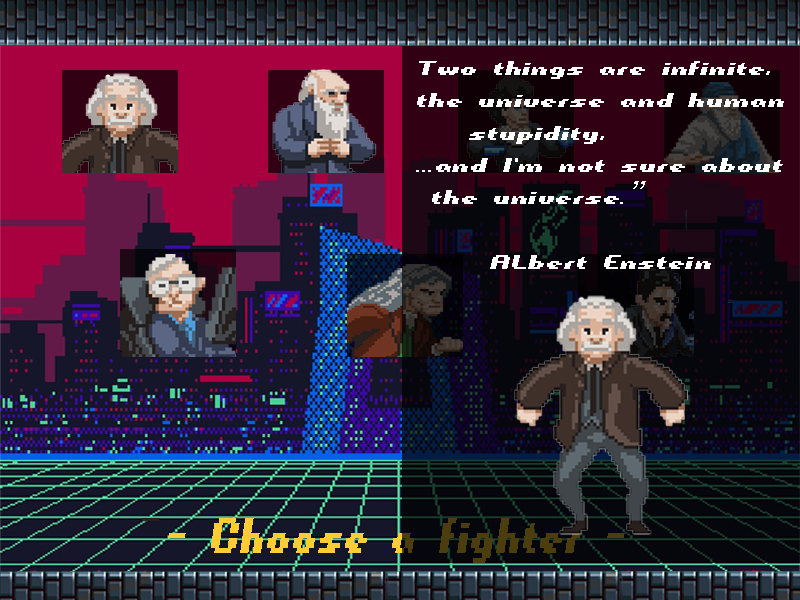 Two things are infinite,
the universe and human
stupidity,
...and I'm not sure about
the universe.”
ALbert Enstein
- Choose a fighter -